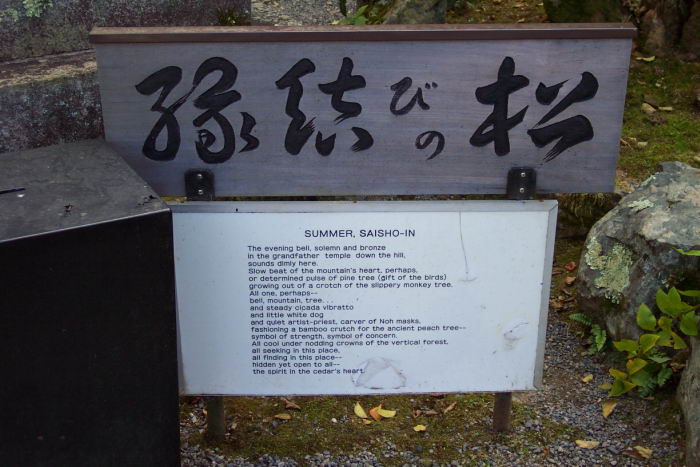 縁結びの松
SUMMER, SAISHO-IN
The evening bell, solemn and bronze
in the grandfather temple down the hill,
sounds dimly here.
Slow beat of the mountain's heart, perhaps,
or determined pulse of pine tree (gift of the birds)
growing out of a crotch of the slippery monkey tree.
All one, perhaps--
bell, mountain, tree...
and steady cicada vibratto
and little white dog
and quiet artist-priest, carver of Noh masks,
fashioning a bamboo crutch for the ancient peach tree--
symbol of strength, symbol of concern.
All cool under nodding crowns of the vertical forest,
all seeking in this place,
all finding in this place--
hidden yet open to all--
the spirit in the cedar's heart.